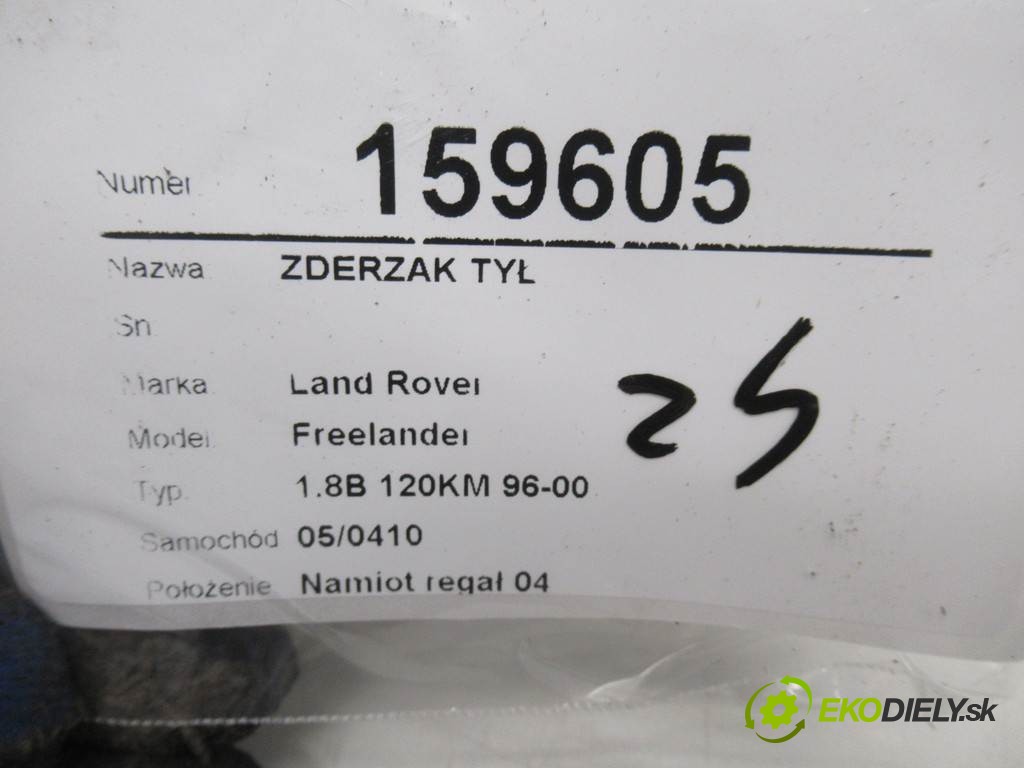 Numer 159605
Nazwa ZDERZAK TYŁ
Sn
Marka Land Rover
Model Freelander
Typ 1.8B 120KM 96-00
Samochód 05/0410
Położenie Namiot regał 04
25
EKODIELY.sk